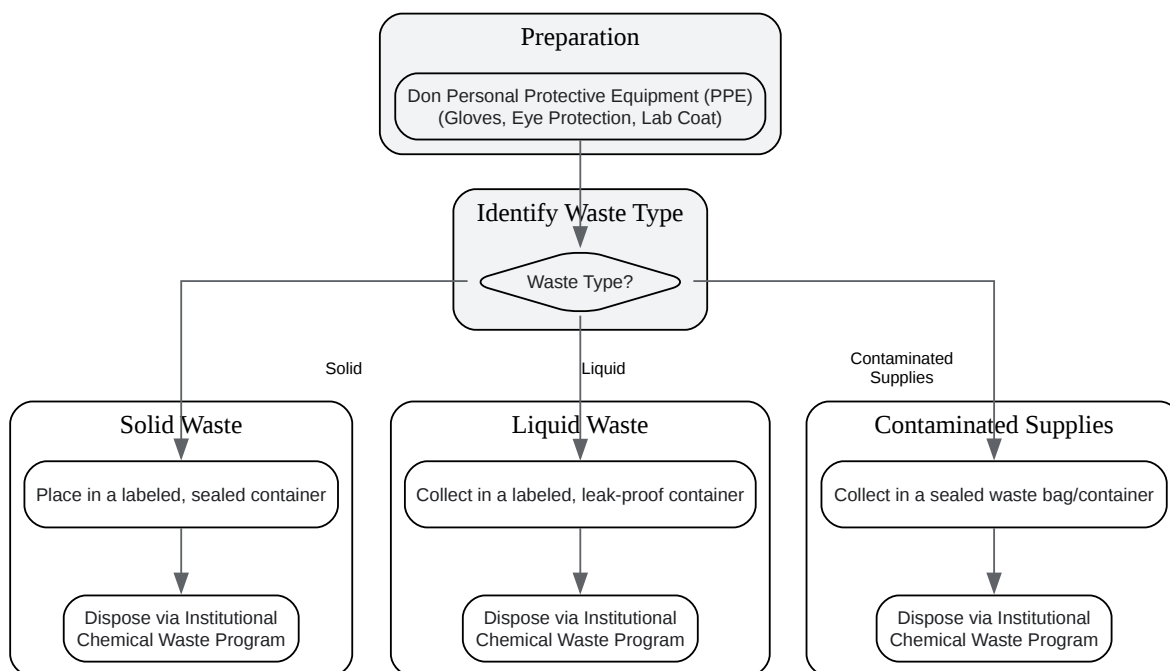 Preparation
Don Personal Protective Equipment (PPE)
(Gloves, Eye Protection, Lab Coat)
Identify Waste Type
Waste Type?
Solid
Liquid
Contaminated
Supplies
Solid Waste
Place in a labeled, sealed container
Dispose via Institutional
Chemical Waste Program
Liquid Waste
Collect in a labeled, leak-proof container
Dispose via Institutional
Chemical Waste Program
Contaminated Supplies
Collect in a sealed waste bag/container
Dispose via Institutional
Chemical Waste Program